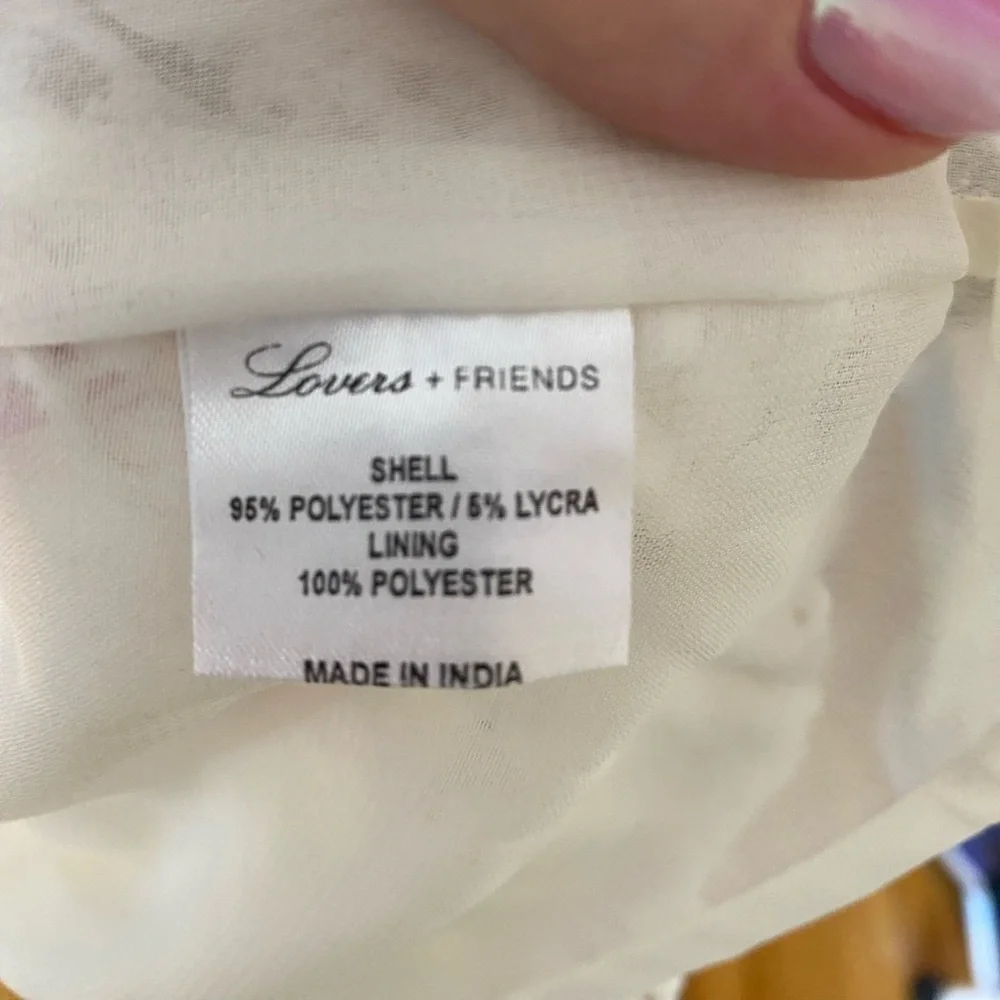 Lovers + FRIENDS
SHELL
95% POLYESTER / 5% LYCRA
LINING
100% POLYESTER
MADE IN INDIA